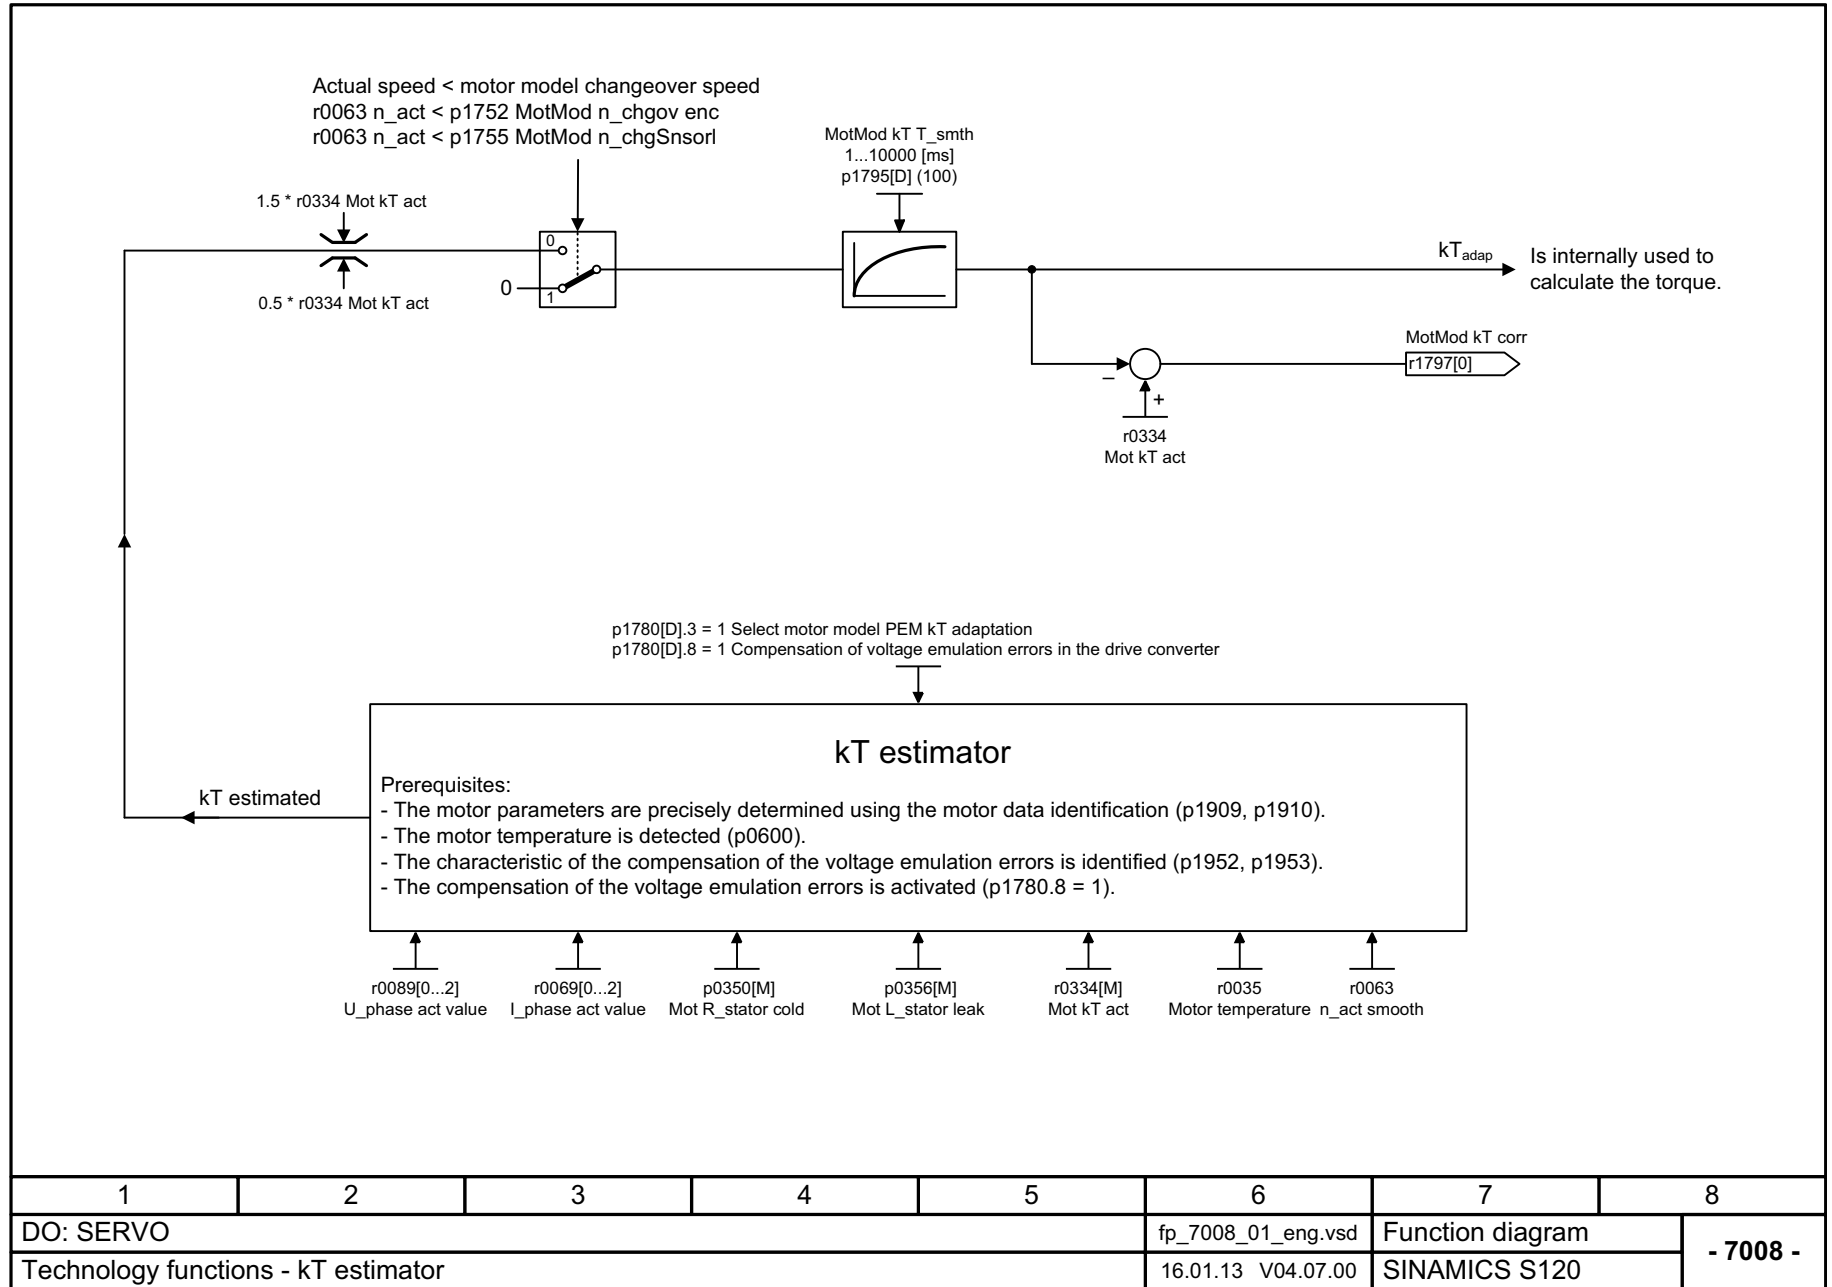 Actual speed < motor model changeover speed
r0063 n_act < p1752 MotMod n_chgov enc
r0063 n_act < p1755 MotMod n_chgSnsorl
MotMod kT T_smth
1...10000 [ms]
p1795[D] (100)
1.5 * r0334 Mot kT act
0
0
1
0.5 * r0334 Mot kT act
kTadap
Is internally used to
calculate the torque.
MotMod kT corr
r1797[0]
–
+
r0334
Mot kT act
p1780[D].3 = 1 Select motor model PEM kT adaptation
p1780[D].8 = 1 Compensation of voltage emulation errors in the drive converter
kT estimator
kT estimated
Prerequisites:
- The motor parameters are precisely determined using the motor data identification (p1909, p1910).
- The motor temperature is detected (p0600).
- The characteristic of the compensation of the voltage emulation errors is identified (p1952, p1953).
- The compensation of the voltage emulation errors is activated (p1780.8 = 1).
r0089[0...2]
U_phase act value
r0069[0...2]
I_phase act value
p0350[M]
Mot R_stator cold
p0356[M]
Mot L_stator leak
r0334[M]
Mot kT act
r0035
Motor temperature
r0063
n_act smooth
1 2 3 4 5 6 7 8
DO: SERVO
fp_7008_01_eng.vsd
Function diagram
- 7008 -
Technology functions - kT estimator
16.01.13 V04.07.00
SINAMICS S120